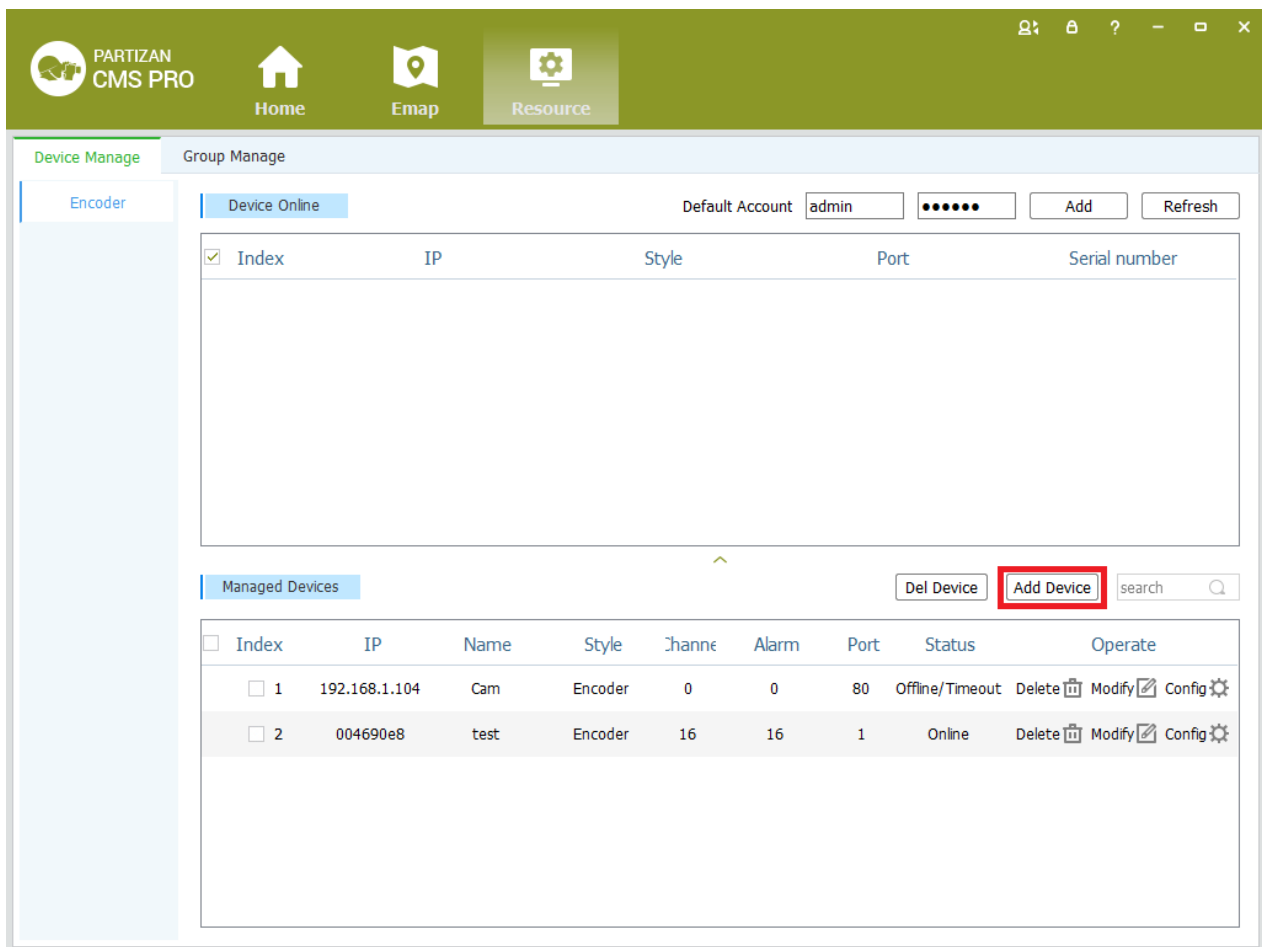 PARTIZAN
CMS PRO
Home
Emap
Resource
?
Device Manage
Group Manage
Encoder
Device Online
Default Account admin •••••• Add Refresh
Index IP Style Port Serial number
Managed Devices
Del Device Add Device search
Index IP Name Style Channe Alarm Port Status Operate
1 192.168.1.104 Cam Encoder 0 0 80 Offline/Timeout Delete Modify Config
2 004690e8 test Encoder 16 16 1 Online Delete Modify Config